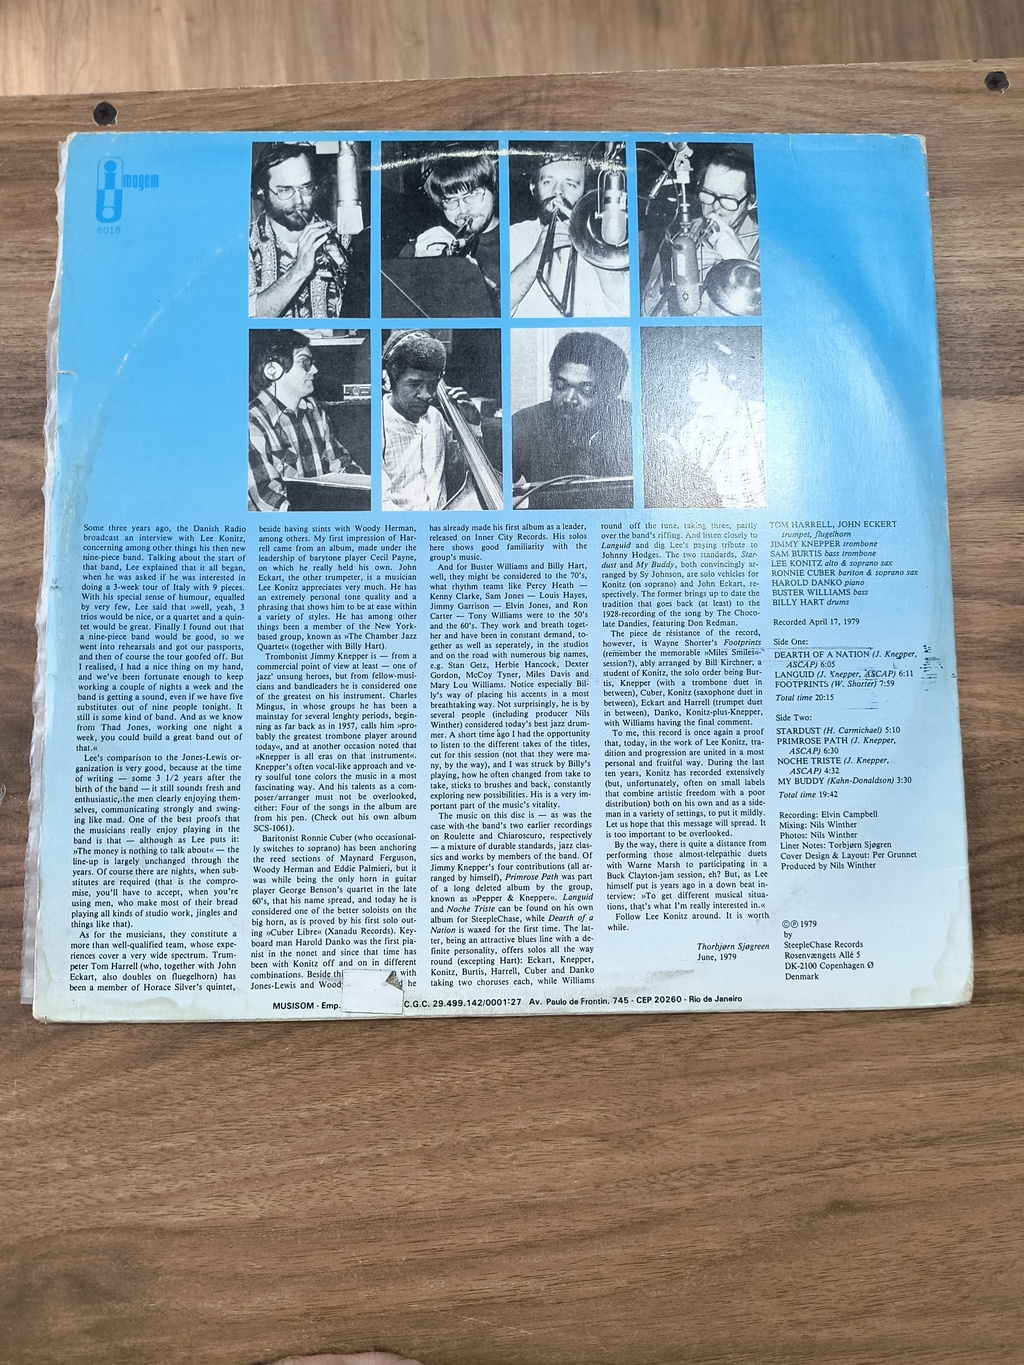 imagem
8018
Some three years ago, the Danish Radio
broadcast an interview with Lee Konitz,
concerning among other things his then new
nine-piece band. Talking about the start of
that band, Lee explained that it all began,
when he was asked if he was interested in
doing a 3-week tour of Italy with 9 pieces.
With his special sense of humour, equalled
by very few, Lee said that »well, yeah, 3
trios would be nice, or a quartet and a quin-
tet would be great. Finally I found out that
a nine-piece band would be good, so we
went into rehearsals and got our passports,
and then of course the tour goofed off. But
I realised, I had a nice thing on my hand,
and we've been fortunate enough to keep
working a couple of nights a week and the
band is getting a sound, even if we have five
substitutes out of nine people tonight. It
still is some kind of band. And as we know
from Thad Jones, working one night a
week, you could build a great band out of
that.«
Lee's comparison to the Jones-Lewis or-
ganization is very good, because at the time
of writing — some 3 1/2 years after the
birth of the band — it still sounds fresh and
enthusiastic, the men clearly enjoying them-
selves, communicating strongly and swing-
ing like mad. One of the best proofs that
the musicians really enjoy playing in the
band is that — although as Lee puts it:
»The money is nothing to talk about« — the
line-up is largely unchanged through the
years. Of course there are nights, when sub-
stitutes are required (that is the compro-
mise, you'll have to accept, when you're
using men, who make most of their bread
playing all kinds of studio work, jingles and
things like that).
As for the musicians, they constitute a
more than well-qualified team, whose expe-
riences cover a very wide spectrum. Trum-
peter Tom Harrell (who, together with John
Eckart, also doubles on fluegelhorn) has
been a member of Horace Silver's quintet,
beside having stints with Woody Herman,
among others. My first impression of Har-
rell came from an album, made under the
leadership of barytone player Cecil Payne,
on which he really held his own. John
Eckert, the other trumpeter, is a musician
Lee Konitz appreciates very much. He has
an extremely personal tone quality and a
phrasing that shows him to be at ease within
a variety of styles. He has among other
things been a member of the New York-
based group, known as »The Chamber Jazz
Quartet« (together with Billy Hart).
Trombonist Jimmy Knepper is — from a
commercial point of view at least — one of
jazz' unsung heroes, but from fellow-musi-
cians and bandleaders he is considered one
of the greatest on his instrument. Charles
Mingus, in whose groups he has been a
mainstay for several lenghty periods, begin-
ning as far back as in 1957, calls him »pro-
bably the greatest trombone player around
today«, and at another occasion noted that
»Knepper is all eras on that instrument«.
Knepper's often vocal-like approach and ve-
ry soulful tone colors the music in a most
fascinating way. And his talents as a com-
poser/arranger must not be overlooked,
either: Four of the songs in the album are
from his pen. (Check out his own album
SCS-1061).
Baritonist Ronnie Cuber (who occasional-
ly switches to soprano) has been anchoring
the reed sections of Maynard Ferguson,
Woody Herman and Eddie Palmieri, but it
was while being the only horn in guitar
player George Benson's quartet in the late
60's, that his name spread, and today he is
considered one of the better soloists on the
big horn, as is proved by his first solo out-
ing »Cuber Libre« (Xanadu Records). Key-
board man Harold Danko was the first pia-
nist in the nonet and since that time has
been with Konitz off and on in different
combinations. Beside th with
Jones-Lewis and Wood he
has already made his first album as a leader,
released on Inner City Records. His solos
here shows good familiarity with the
group's music.
And for Buster Williams and Billy Hart,
well, they might be considered to the 70's,
what rhythm teams like Percy Heath —
Kenny Clarke, Sam Jones — Louis Hayes,
Jimmy Garrison — Elvin Jones, and Ron
Carter — Tony Williams were to the 50's
and the 60's. They work and breath toget-
her and have been in constant demand, to-
gether as well as seperately, in the studios
and on the road with numerous big names,
e.g. Stan Getz, Herbie Hancock, Dexter
Gordon, McCoy Tyner, Miles Davis and
Mary Lou Williams. Notice especially Bil-
ly's way of placing his accents in a most
breathtaking way. Not surprisingly, he is by
several people (including producer Nils
Winther) considered today's best jazz drum-
mer. A short time ago I had the opportunity
to listen to the different takes of the titles,
cut for this session (not that they were ma-
ny, by the way), and I was struck by Billy's
playing, how he often changed from take to
take, sticks to brushes and back, constantly
exploring new possibilities. His is a very im-
portant part of the music's vitality.
The music on this disc is — as was the
case with the band's two earlier recordings
on Roulette and Chiaroscuro, respectively
— a mixture of durable standards, jazz clas-
sics and works by members of the band. Of
Jimmy Knepper's four contributions (all ar-
ranged by himself), Primrose Path was part
of a long deleted album by the group,
known as »Pepper & Knepper«. Languid
and Noche Triste can be found on his own
album for SteepleChase, while Dearth of a
Nation is waxed for the first time. The lat-
ter, being an attractive blues line with a de-
finite personality, offers solos all the way
round (excepting Hart): Eckart, Knepper,
Konitz, Burtis, Harrell, Cuber and Danko
taking two choruses each, while Williams
round off the tune, taking three, partly
over the band's riffing. And listen closely to
Languid and dig Lee's paying tribute to
Johnny Hodges. The two standards, Star-
dust and My Buddy, both convincingly ar-
ranged by Sy Johnson, are solo vehicles for
Konitz (on soprano) and John Eckart, re-
spectively. The former brings up to date the
tradition that goes back (at least) to the
1928-recording of the song by The Choco-
late Dandies, featuring Don Redman.
The piece de résistance of the record,
however, is Wayne Shorter's Footprints
(remember the memorable »Miles Smiles«-
session?), ably arranged by Bill Kirchner, a
student of Konitz, the solo order being Bur-
tis, Knepper (with a trombone duet in
between), Cuber, Konitz (saxophone duet in
between), Eckart and Harrell (trumpet duet
in between), Danko, Konitz-plus-Knepper,
with Williams having the final comment.
To me, this record is once again a proof
that, today, in the work of Lee Konitz, tra-
dition and progression are united in a most
personal and fruitful way. During the last
ten years, Konitz has recorded extensively
(but, unfortunately, often on small labels
that combine artistic freedom with a poor
distribution) both on his own and as a side-
man in a variety of settings, to put it mildly.
Let us hope that this message will spread. It
is too important to be overlooked.
By the way, there is quite a distance from
performing those almost-telepathic duets
with Warne Marsh to participating in a
Buck Clayton-jam session, eh? But, as Lee
himself put is years ago in a down beat in-
terview: »To get different musical situa-
tions, that's what I'm really interested in.«
Follow Lee Konitz around. It is worth
while.
Thorbjørn Sjøgreen
June, 1979
TOM HARRELL, JOHN ECKERT
trumpet, flugelhorn
JIMMY KNEPPER trombone
SAM BURTIS bass trombone
LEE KONITZ alto & soprano sax
RONNIE CUBER bariton & soprano sax
HAROLD DANKO piano
BUSTER WILLIAMS bass
BILLY HART drums
Recorded April 17, 1979
Side One:
DEARTH OF A NATION (J. Knepper,
ASCAP) 6:05
LANGUID (J. Knepper, ASCAP) 6:11
FOOTPRINTS (W. Shorter) 7:59
Total time 20:15
Side Two:
STARDUST (H. Carmichael) 5:10
PRIMROSE PATH (J. Knepper,
ASCAP) 6:30
NOCHE TRISTE (J. Knepper,
ASCAP) 4:32
MY BUDDY (Kahn-Donaldson) 3:30
Total time 19:42
Recording: Elvin Campbell
Mixing: Nils Winther
Photos: Nils Winther
Liner Notes: Torbjørn Sjøgren
Cover Design & Layout: Per Grunnet
Produced by Nils Winther
©℗ 1979
by
SteepleChase Records
Rosenvængets Allé 5
DK-2100 Copenhagen Ø
Denmark
MUSISOM - Emp. C.G.C. 29.499.142/0001-27 Av. Paulo de Frontin, 745 - CEP 20260 - Rio de Janeiro